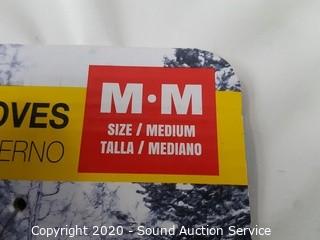 OVES
ERNO
M·M
SIZE / MEDIUM
TALLA / MEDIANO
Copyright 2020 - Sound Auction Service